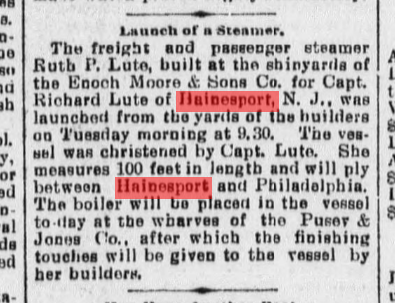 Launch of a Steamer.
The freight and passenger steamer
Ruth P. Lute, built at the shipyards of
the Enoch Moore & Sons Co. for Capt.
Richard Lute of Hainesport, N. J., was
launched from the yards of the builders
on Tuesday morning at 9.30. The ves-
sel was christened by Capt. Lute. She
measures 100 feet in length and will ply
between Hainesport and Philadelphia.
The boiler will be placed in the vessel
to-day at the wharves of the Pusey &
Jones Co., after which the finishing
touches will be given to the vessel by
her builders.